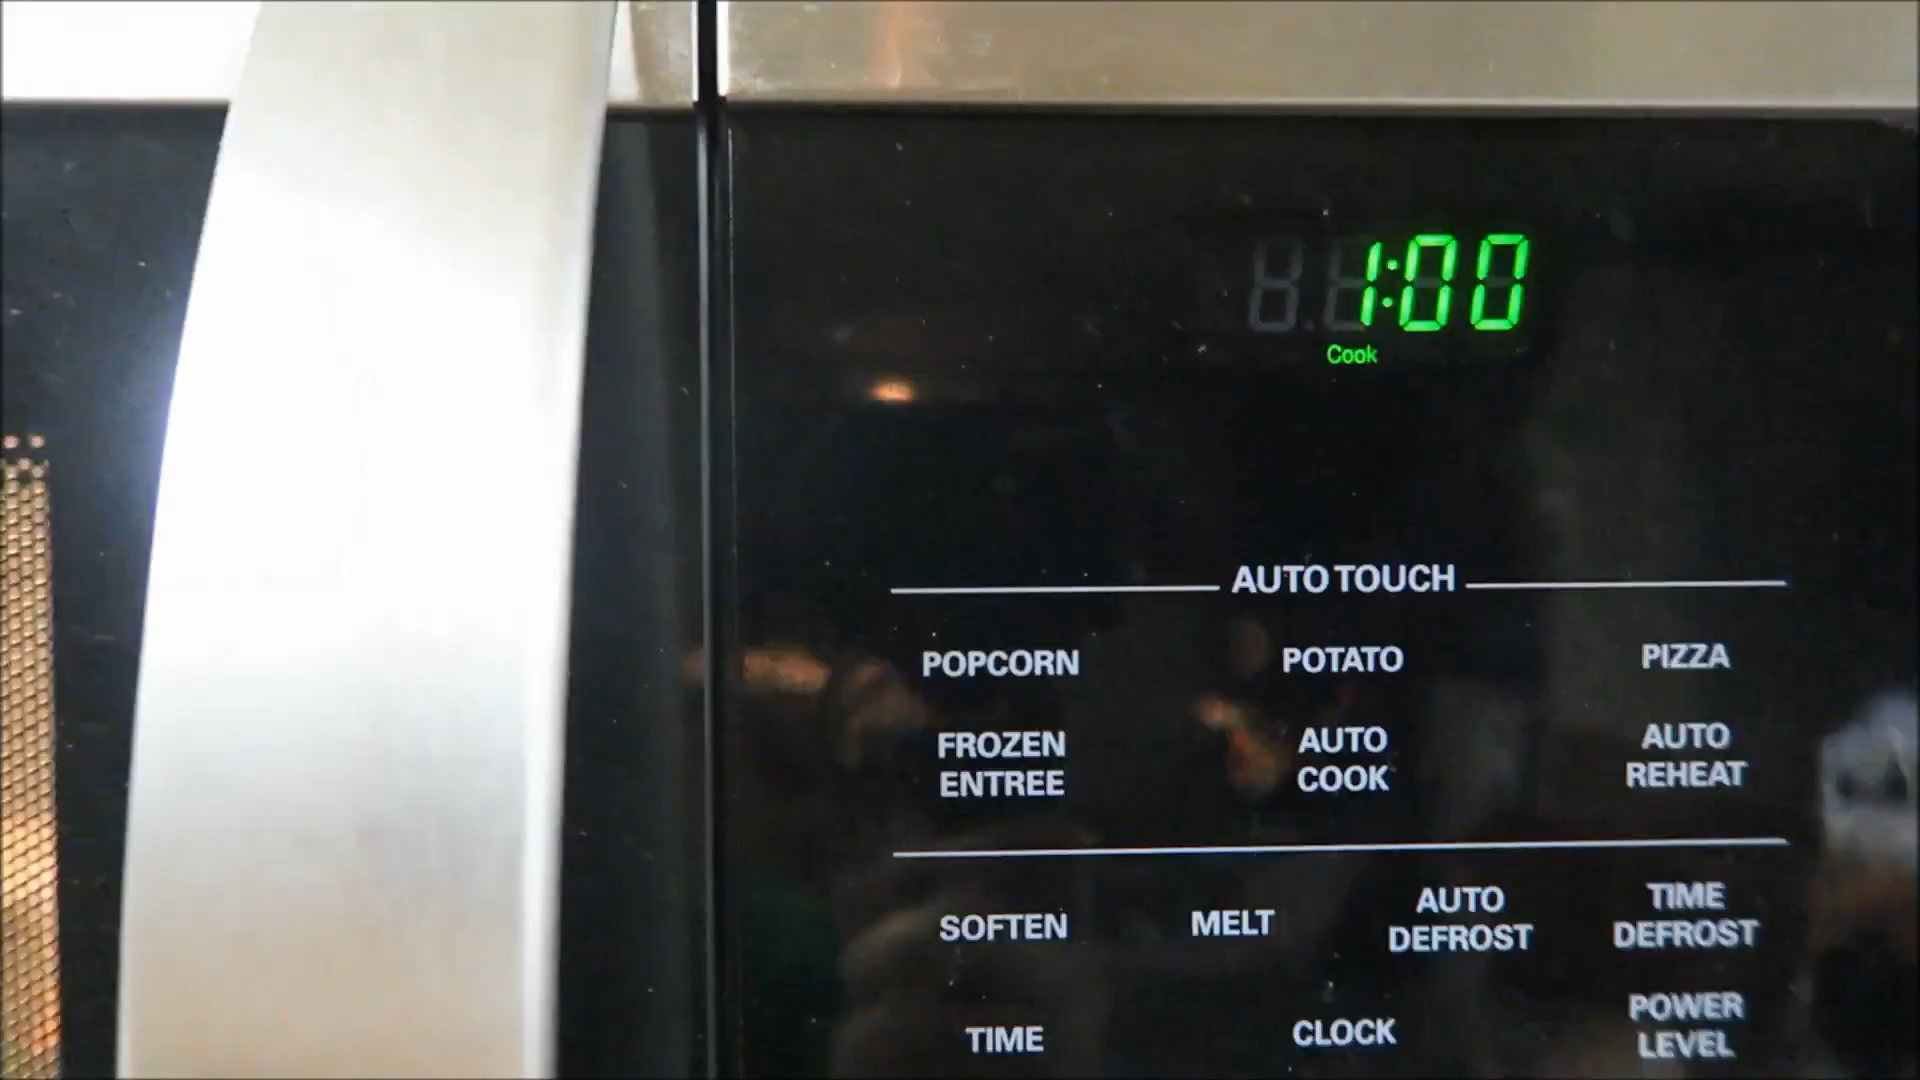 1:00
Cook
AUTO TOUCH
POPCORN POTATO PIZZA
FROZEN ENTREE AUTO COOK AUTO REHEAT
SOFTEN MELT AUTO DEFROST TIME DEFROST
TIME CLOCK POWER LEVEL